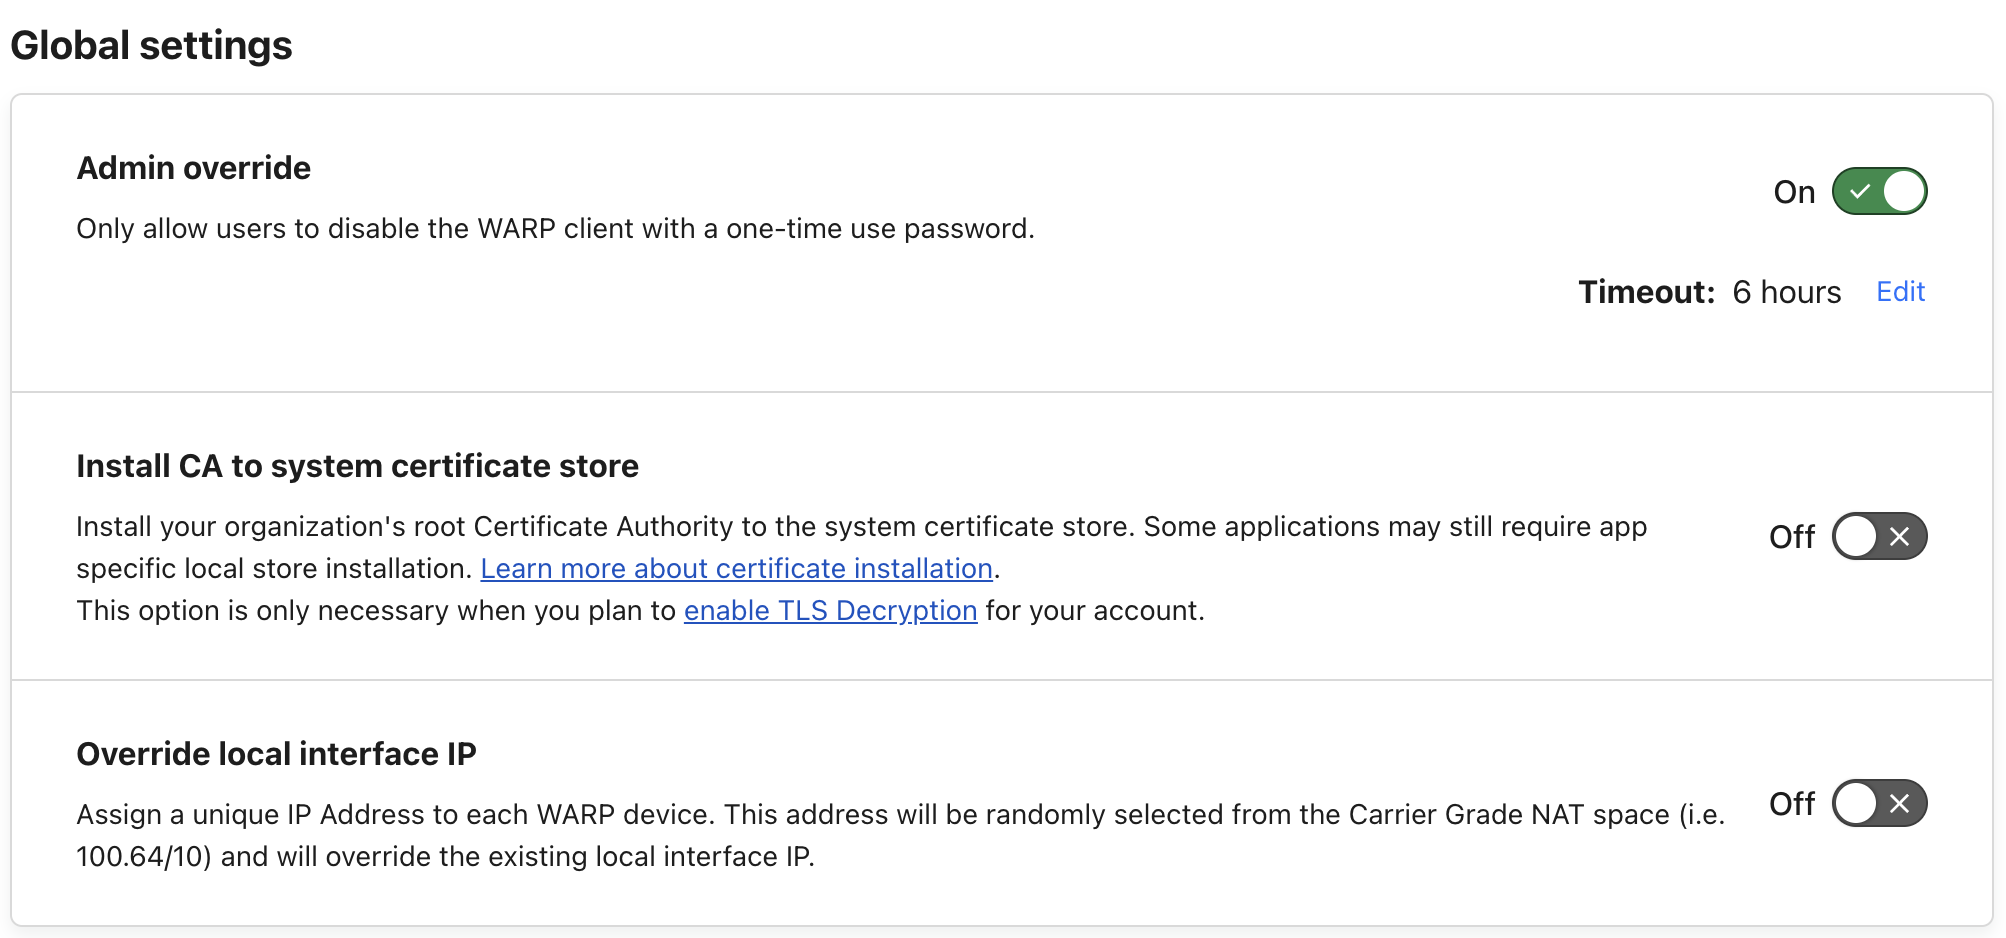 Global settings
Admin override
Only allow users to disable the WARP client with a one-time use password.
On
Timeout: 6 hours Edit
Install CA to system certificate store
Install your organization's root Certificate Authority to the system certificate store. Some applications may still require app
specific local store installation. Learn more about certificate installation.
This option is only necessary when you plan to enable TLS Decryption for your account.
Off
Override local interface IP
Assign a unique IP Address to each WARP device. This address will be randomly selected from the Carrier Grade NAT space (i.e.
100.64/10) and will override the existing local interface IP.
Off